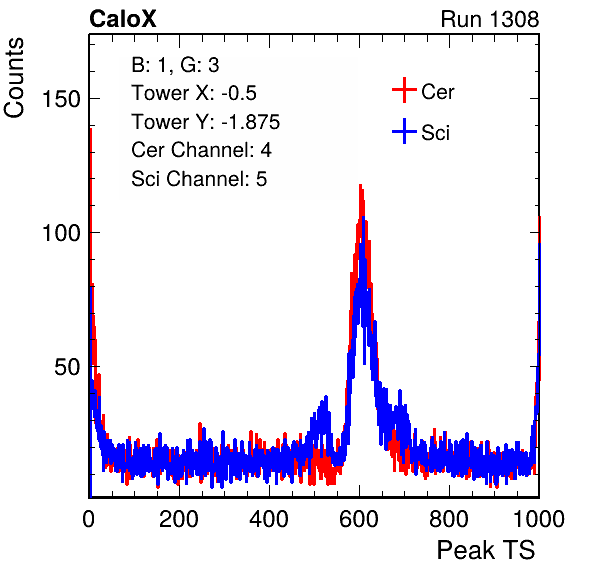 CaloX
Run 1308
Counts
B: 1, G: 3
Tower X: -0.5
Tower Y: -1.875
Cer Channel: 4
Sci Channel: 5
Cer
Sci
150
100
50
0 200 400 600 800 1000
Peak TS